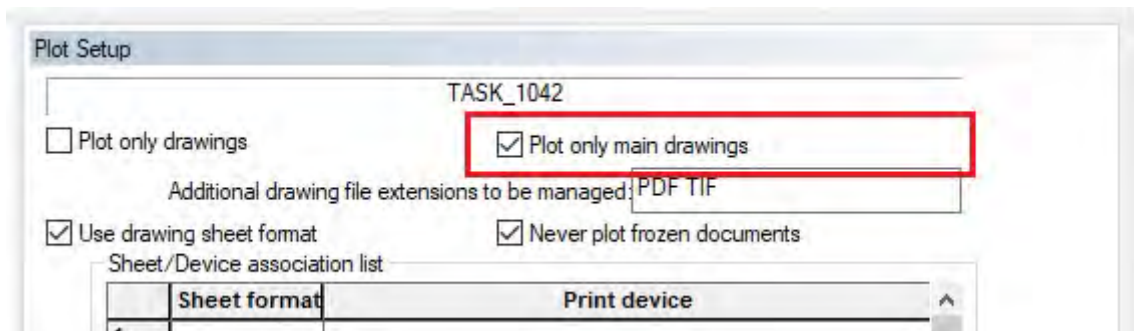 Plot Setup
TASK_1042
Plot only drawings
Plot only main drawings
Additional drawing file extensions to be managed: PDF TIF
Use drawing sheet format
Never plot frozen documents
Sheet/Device association list
Sheet format Print device